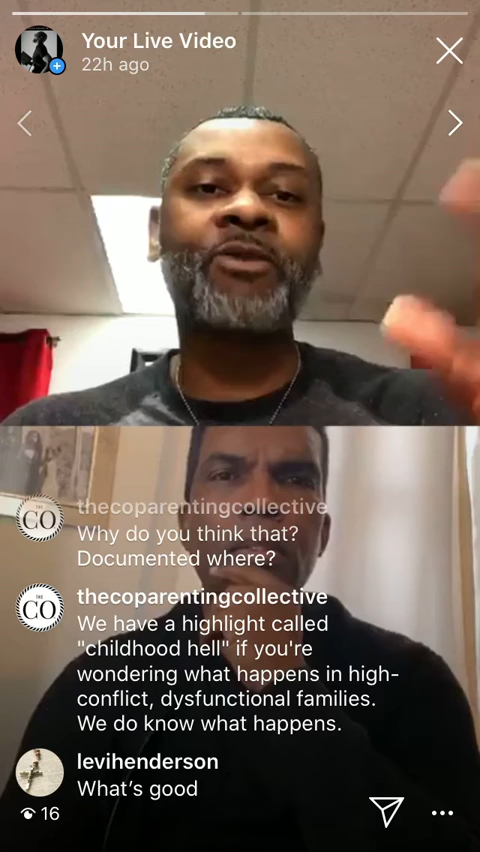 Your Live Video
22h ago
thecoparentingcollective
Why do you think that?
Documented where?
CO
thecoparentingcollective
We have a highlight called
"childhood hell" if you're
wondering what happens in high-
conflict, dysfunctional families.
We do know what happens.
CO
levihenderson
What's good
16